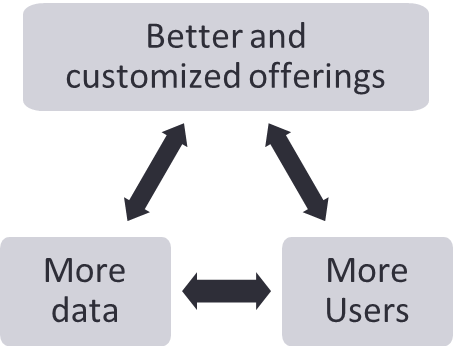 Better and
customized offerings
More
data
More
Users